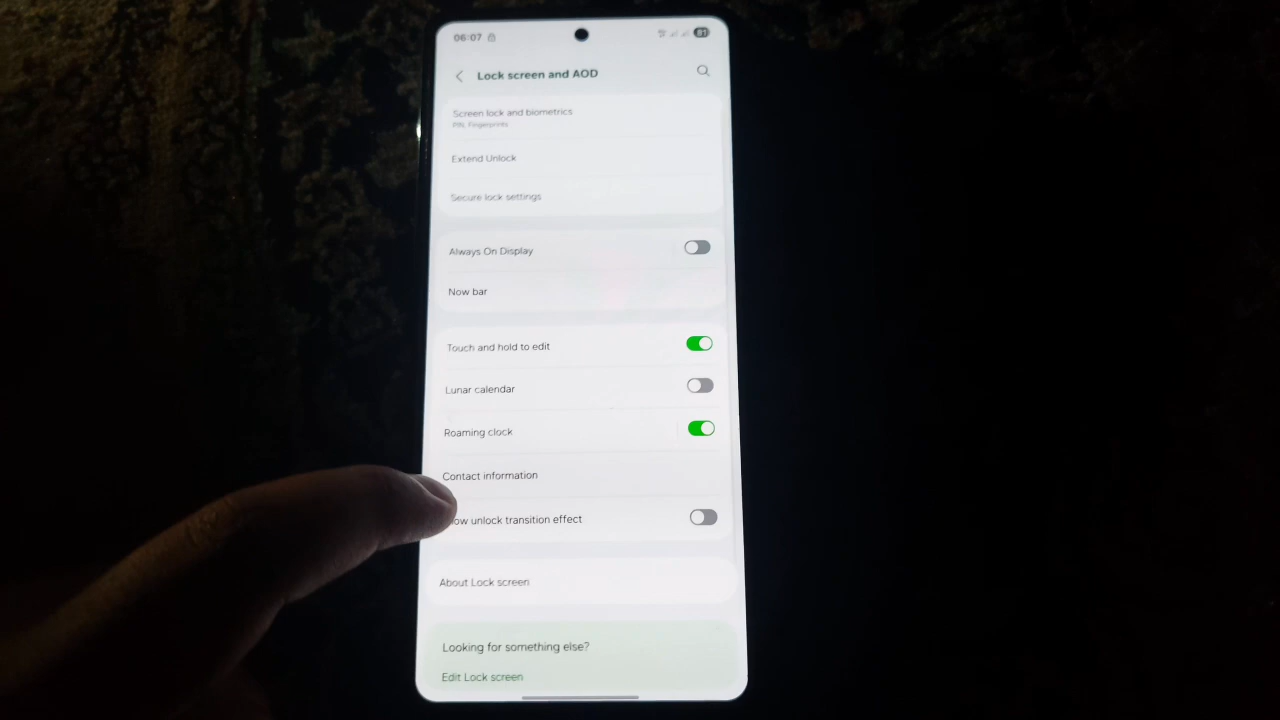 06:07
81
Lock screen and AOD
Screen lock and biometrics
PIN, Fingerprints
Extend Unlock
Secure lock settings
Always On Display
Now bar
Touch and hold to edit
Lunar calendar
Roaming clock
Contact information
ow unlock transition effect
About Lock screen
Looking for something else?
Edit Lock screen